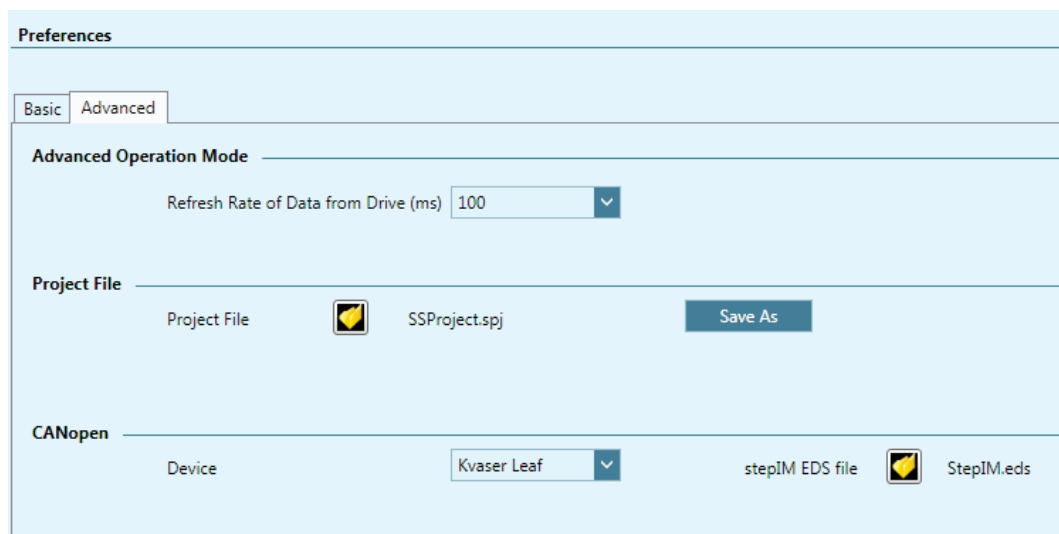 Preferences
Basic Advanced
Advanced Operation Mode
Refresh Rate of Data from Drive (ms) 100
Project File
Project File SSProject.spj Save As
CANopen
Device Kvaser Leaf stepIM EDS file StepIM.eds